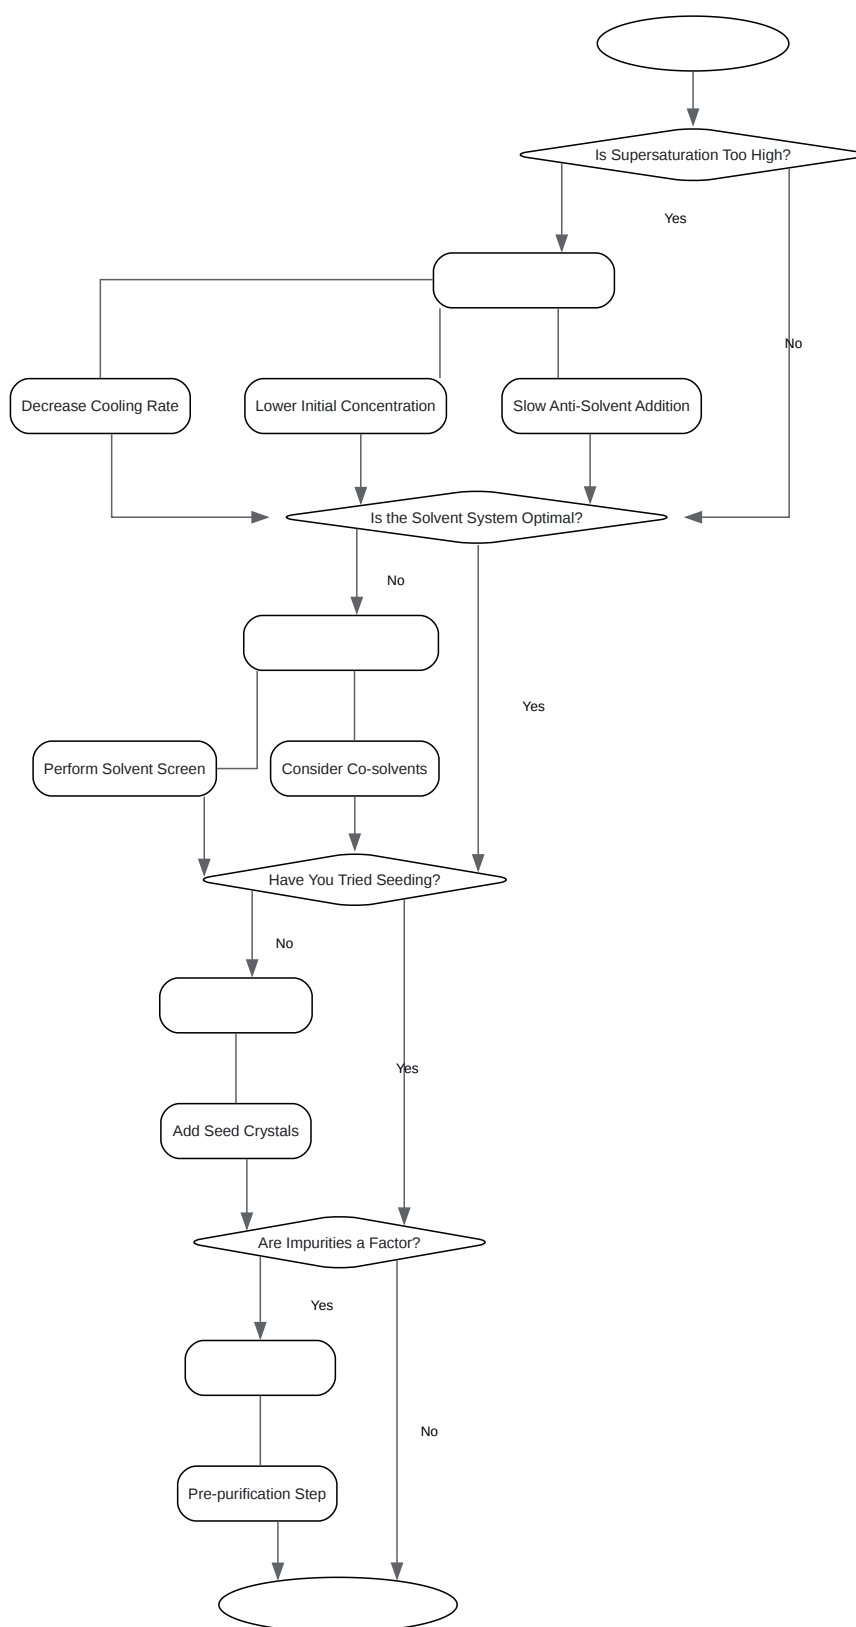 Is Supersaturation Too High?
Yes
No
Decrease Cooling Rate
Lower Initial Concentration
Slow Anti-Solvent Addition
Is the Solvent System Optimal?
No
Yes
Perform Solvent Screen
Consider Co-solvents
Have You Tried Seeding?
No
Yes
Add Seed Crystals
Are Impurities a Factor?
Yes
No
Pre-purification Step